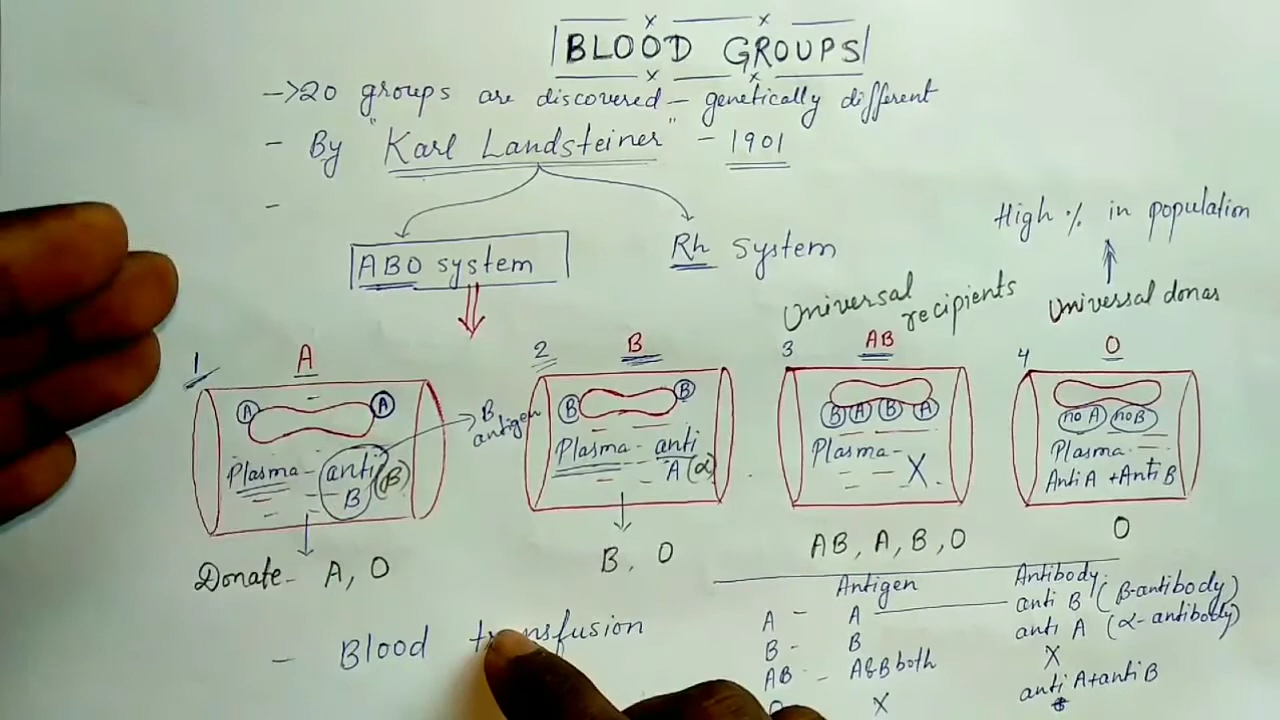 BLOOD GROUPS
->20 groups are discovered - genetically different
- By "Karl Landsteiner" - 1901
-
High % in population
ABO system
Rh system
Universal recipients
Universal donas
1 A
2 B
3 AB
4 O
A A
B antigen
B B
B A B A
no A no B
Plasma - anti B (β)
Plasma - anti A (α)
Plasma - X
Plasma - Anti A + Anti B
Donate - A, O
B, O
AB, A, B, O
O
Antigen Antibody
A - A anti B (β-antibody)
B - B anti A (α-antibody)
AB - A&B both X
O X anti A+anti B
- Blood transfusion